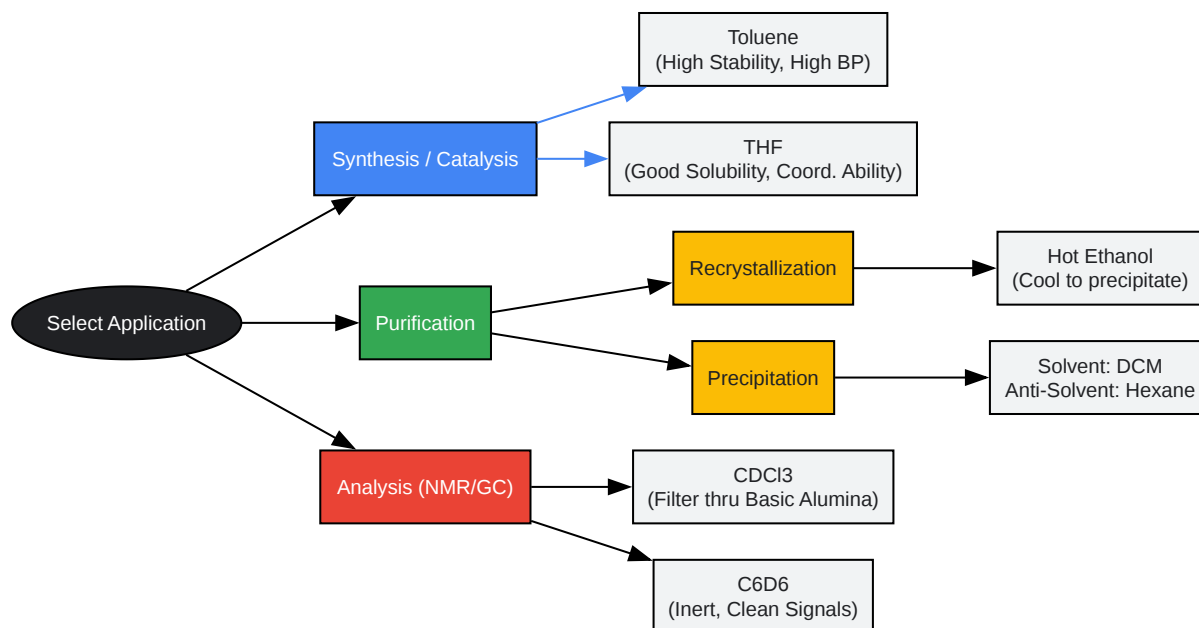 Toluene
(High Stability, High BP)
Synthesis / Catalysis
THF
(Good Solubility, Coord. Ability)
Recrystallization
Hot Ethanol
(Cool to precipitate)
Select Application
Purification
Precipitation
Solvent: DCM
Anti-Solvent: Hexane
Analysis (NMR/GC)
CDCl3
(Filter thru Basic Alumina)
C6D6
(Inert, Clean Signals)